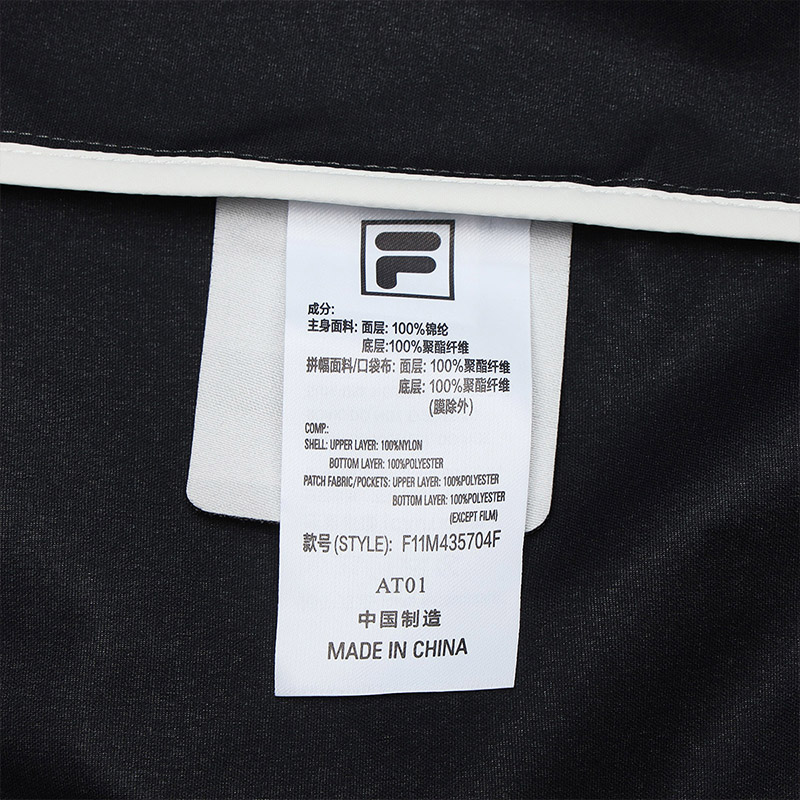 F
成分:
主身面料: 面层: 100%锦纶
底层:100%聚酯纤维
拼幅面料/口袋布: 面层: 100%聚酯纤维
底层: 100%聚酯纤维
(膜除外)
COMP.:
SHELL: UPPER LAYER: 100%NYLON
BOTTOM LAYER: 100%POLYESTER
PATCH FABRIC/POCKETS: UPPER LAYER: 100%POLYESTER
BOTTOM LAYER: 100%POLYESTER
(EXCEPT FILM)
款号(STYLE): F11M435704F
AT01
中国制造
MADE IN CHINA